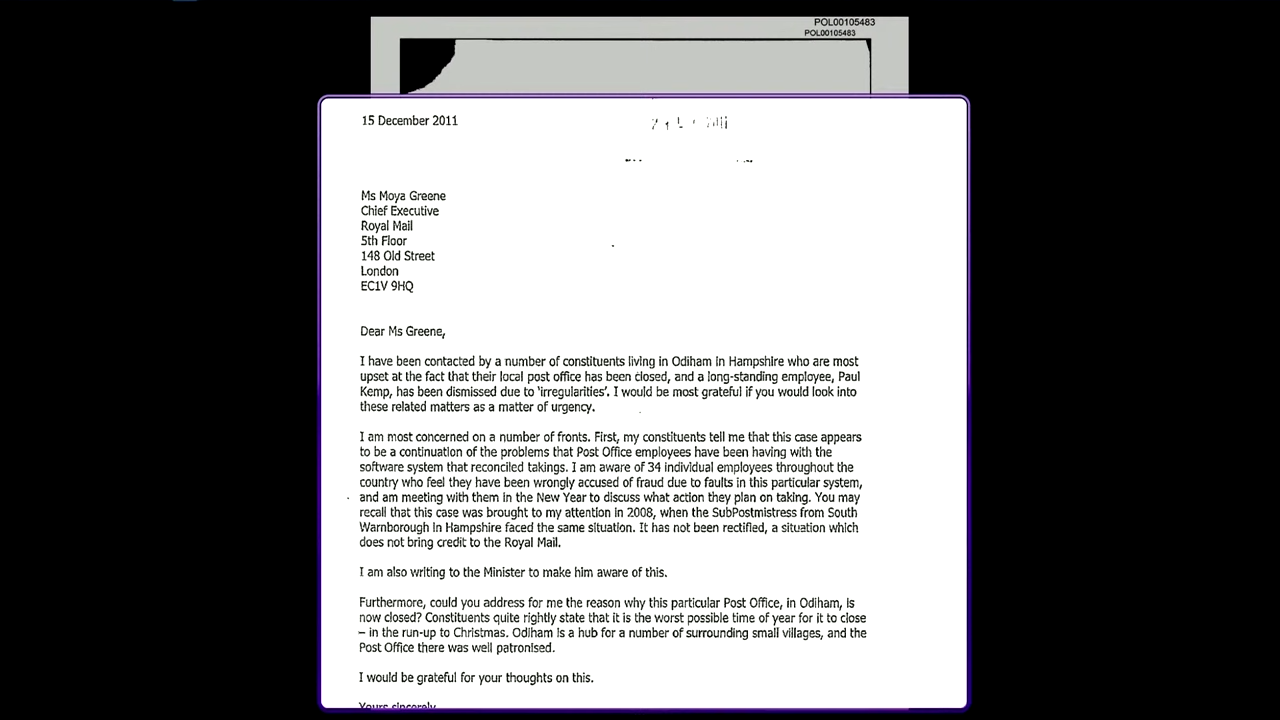 POL00105483
POL00105483
15 December 2011
Ms Moya Greene
Chief Executive
Royal Mail
5th Floor
148 Old Street
London
EC1V 9HQ
Dear Ms Greene,
I have been contacted by a number of constituents living in Odiham in Hampshire who are most
upset at the fact that their local post office has been closed, and a long-standing employee, Paul
Kemp, has been dismissed due to ‘irregularities’. I would be most grateful if you would look into
these related matters as a matter of urgency.
I am most concerned on a number of fronts. First, my constituents tell me that this case appears
to be a continuation of the problems that Post Office employees have been having with the
software system that reconciled takings. I am aware of 34 individual employees throughout the
country who feel they have been wrongly accused of fraud due to faults in this particular system,
and am meeting with them in the New Year to discuss what action they plan on taking. You may
recall that this case was brought to my attention in 2008, when the SubPostmistress from South
Warnborough in Hampshire faced the same situation. It has not been rectified, a situation which
does not bring credit to the Royal Mail.
I am also writing to the Minister to make him aware of this.
Furthermore, could you address for me the reason why this particular Post Office, in Odiham, is
now closed? Constituents quite rightly state that it is the worst possible time of year for it to close
– in the run-up to Christmas. Odiham is a hub for a number of surrounding small villages, and the
Post Office there was well patronised.
I would be grateful for your thoughts on this.
Yours sincerely